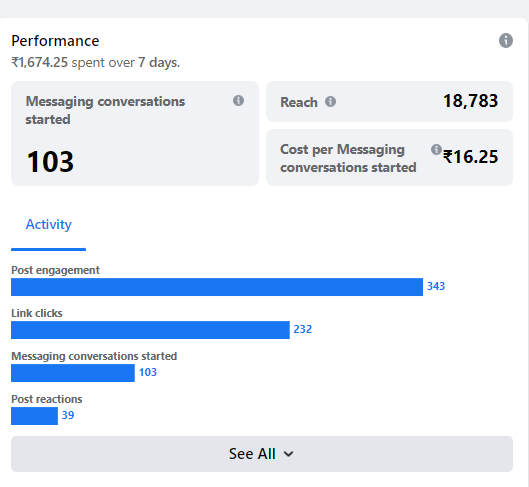 Performance
₹1,674.25 spent over 7 days.
Messaging conversations
started
103
Reach
18,783
Cost per Messaging
conversations started
₹16.25
Activity
Post engagement
343
Link clicks
232
Messaging conversations started
103
Post reactions
39
See All